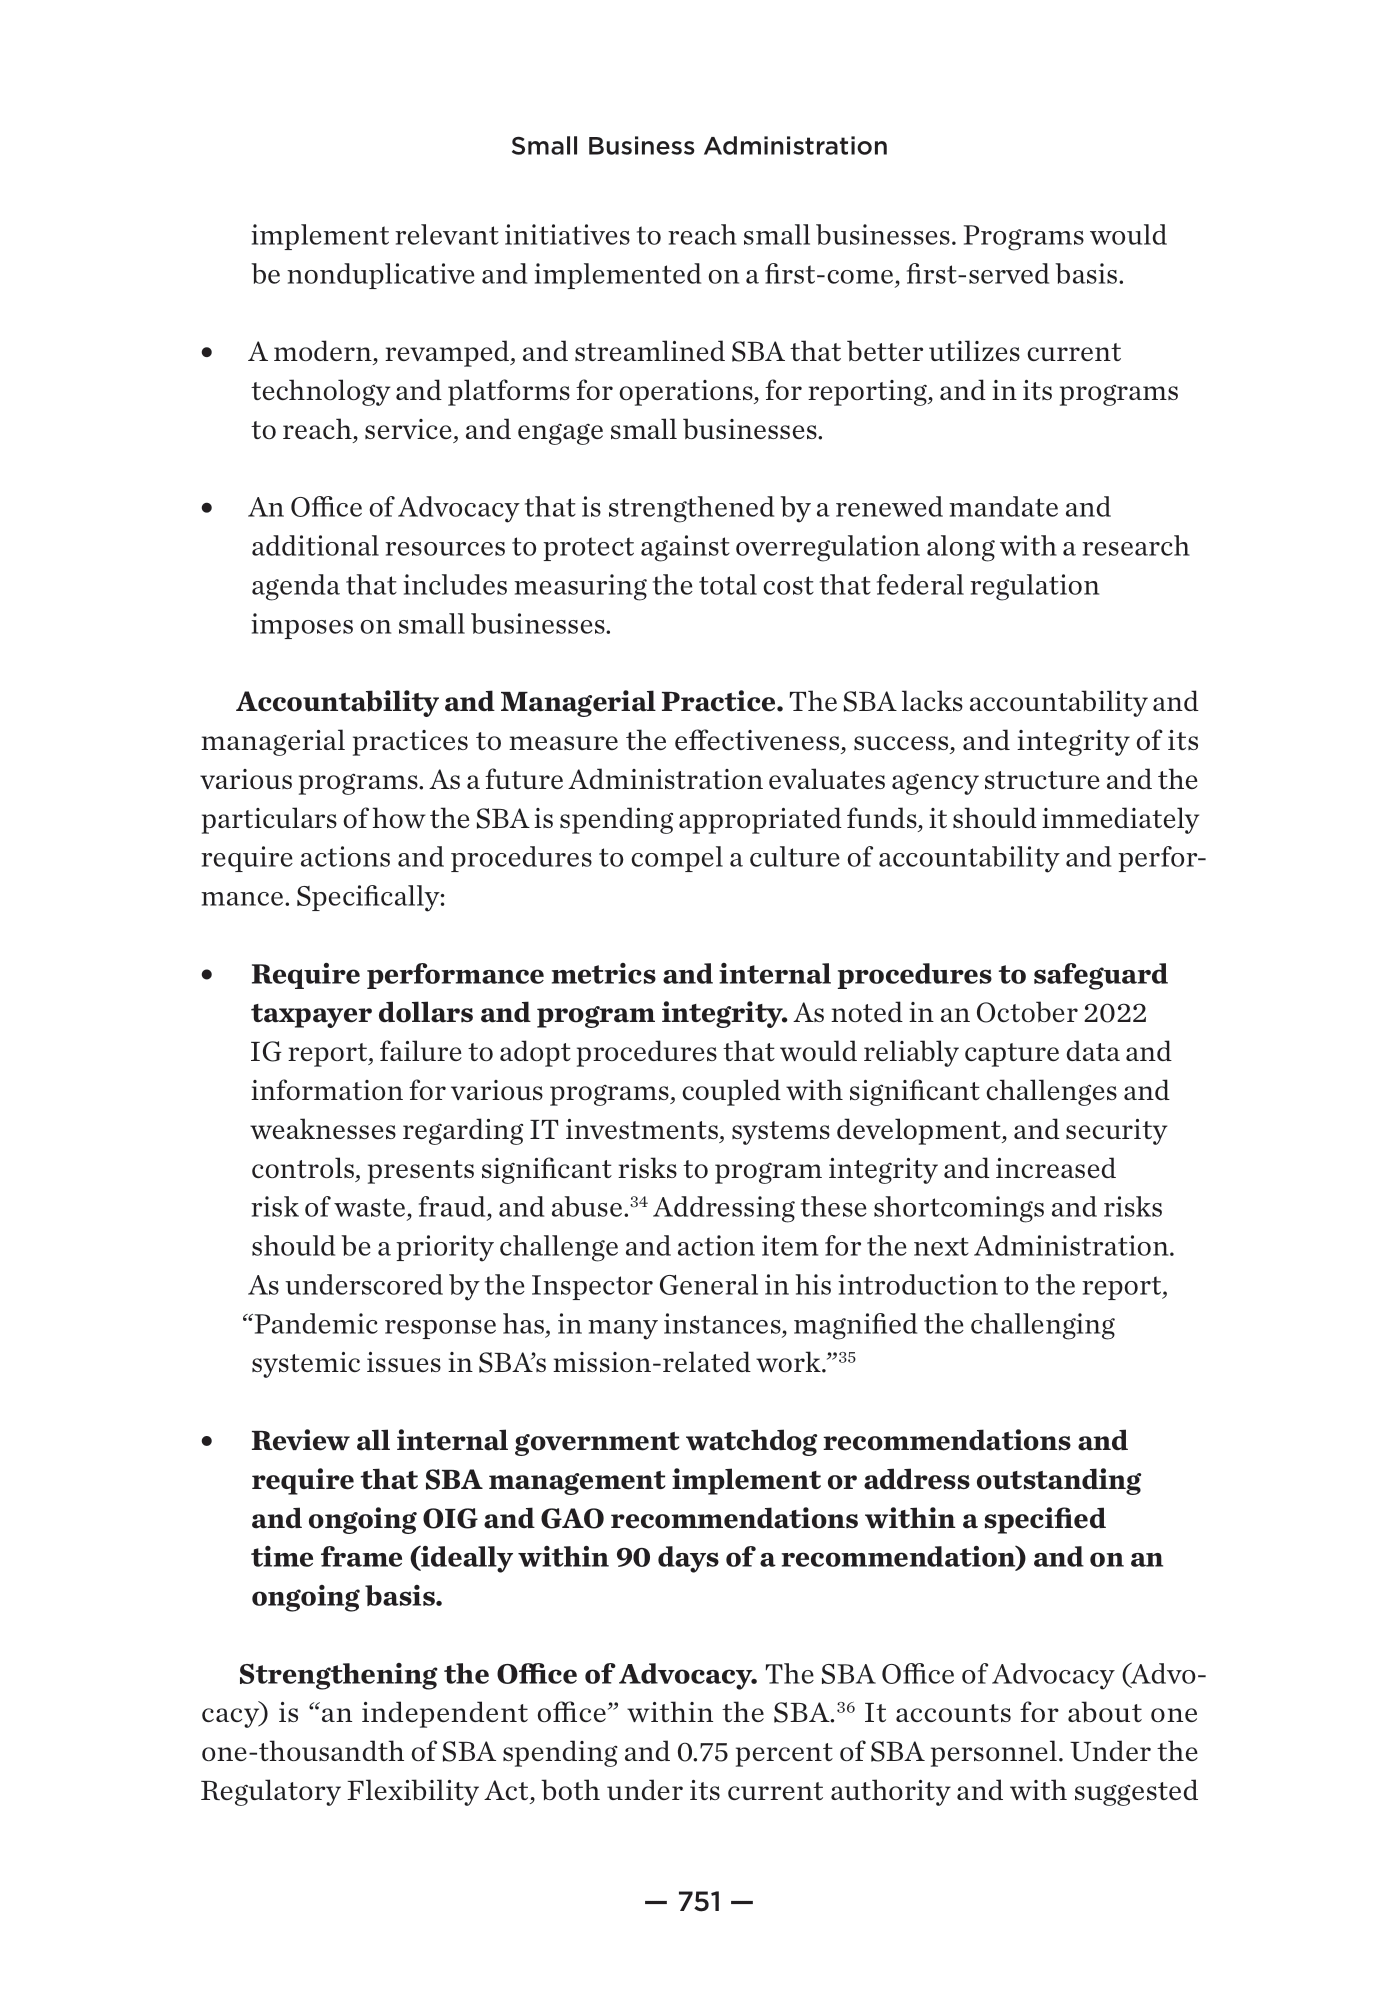 Small Business Administration
implement relevant initiatives to reach small businesses. Programs would
be nonduplicative and implemented on a first-come, first-served basis.
• A modern, revamped, and streamlined SBA that better utilizes current
technology and platforms for operations, for reporting, and in its programs
to reach, service, and engage small businesses.
• An Office of Advocacy that is strengthened by a renewed mandate and
additional resources to protect against overregulation along with a research
agenda that includes measuring the total cost that federal regulation
imposes on small businesses.
Accountability and Managerial Practice. The SBA lacks accountability and
managerial practices to measure the effectiveness, success, and integrity of its
various programs. As a future Administration evaluates agency structure and the
particulars of how the SBA is spending appropriated funds, it should immediately
require actions and procedures to compel a culture of accountability and perfor-
mance. Specifically:
• Require performance metrics and internal procedures to safeguard
taxpayer dollars and program integrity. As noted in an October 2022
IG report, failure to adopt procedures that would reliably capture data and
information for various programs, coupled with significant challenges and
weaknesses regarding IT investments, systems development, and security
controls, presents significant risks to program integrity and increased
risk of waste, fraud, and abuse.³⁴ Addressing these shortcomings and risks
should be a priority challenge and action item for the next Administration.
As underscored by the Inspector General in his introduction to the report,
“Pandemic response has, in many instances, magnified the challenging
systemic issues in SBA’s mission-related work.”³⁵
• Review all internal government watchdog recommendations and
require that SBA management implement or address outstanding
and ongoing OIG and GAO recommendations within a specified
time frame (ideally within 90 days of a recommendation) and on an
ongoing basis.
Strengthening the Office of Advocacy. The SBA Office of Advocacy (Advo-
cacy) is “an independent office” within the SBA.³⁶ It accounts for about one
one-thousandth of SBA spending and 0.75 percent of SBA personnel. Under the
Regulatory Flexibility Act, both under its current authority and with suggested
— 751 —